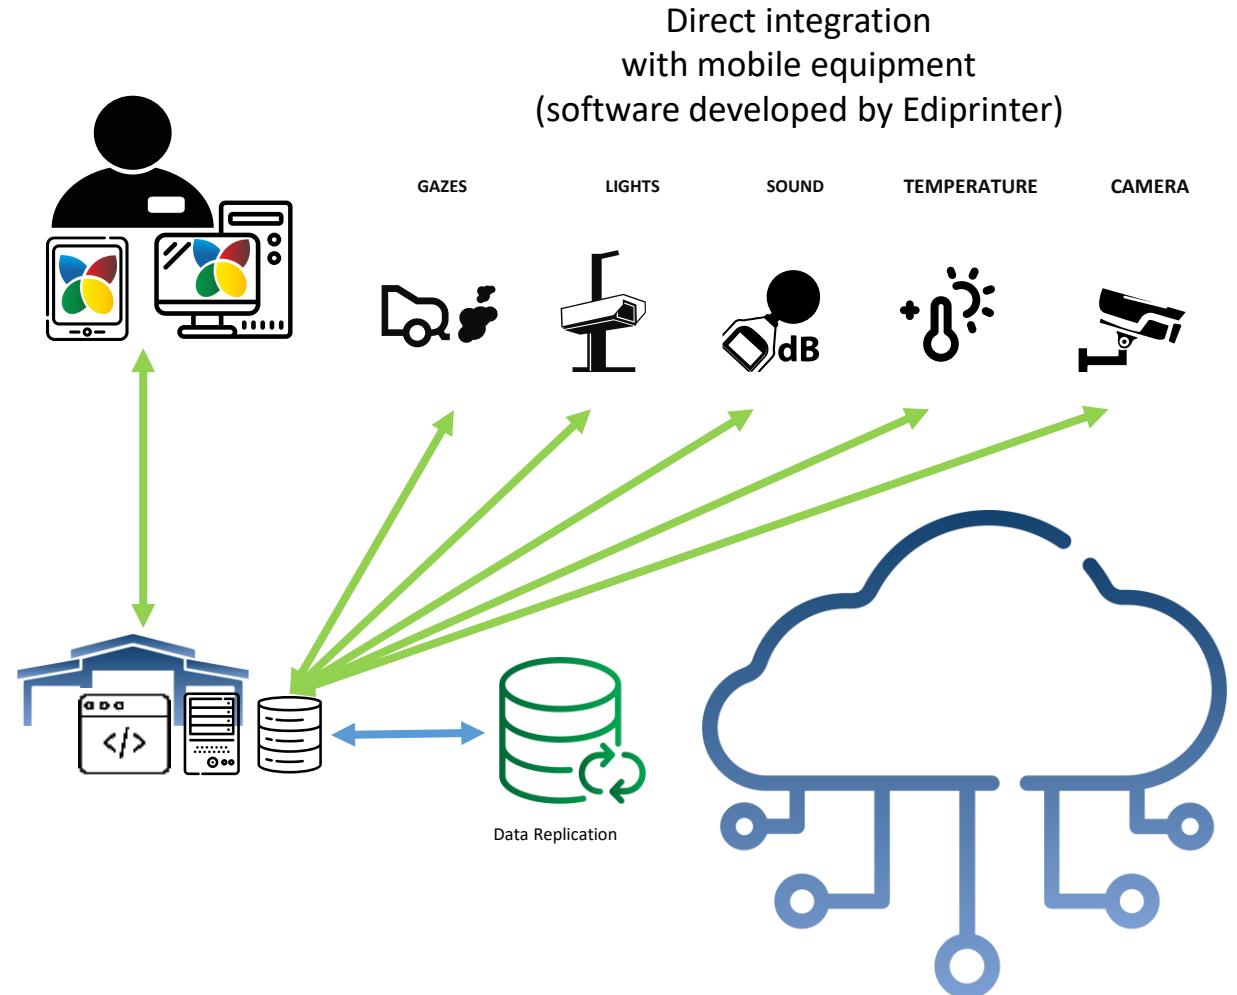 Direct integration
with mobile equipment
(software developed by Ediprinter)
GAZES
LIGHTS
SOUND
TEMPERATURE
CAMERA
dB
</>
Data Replication